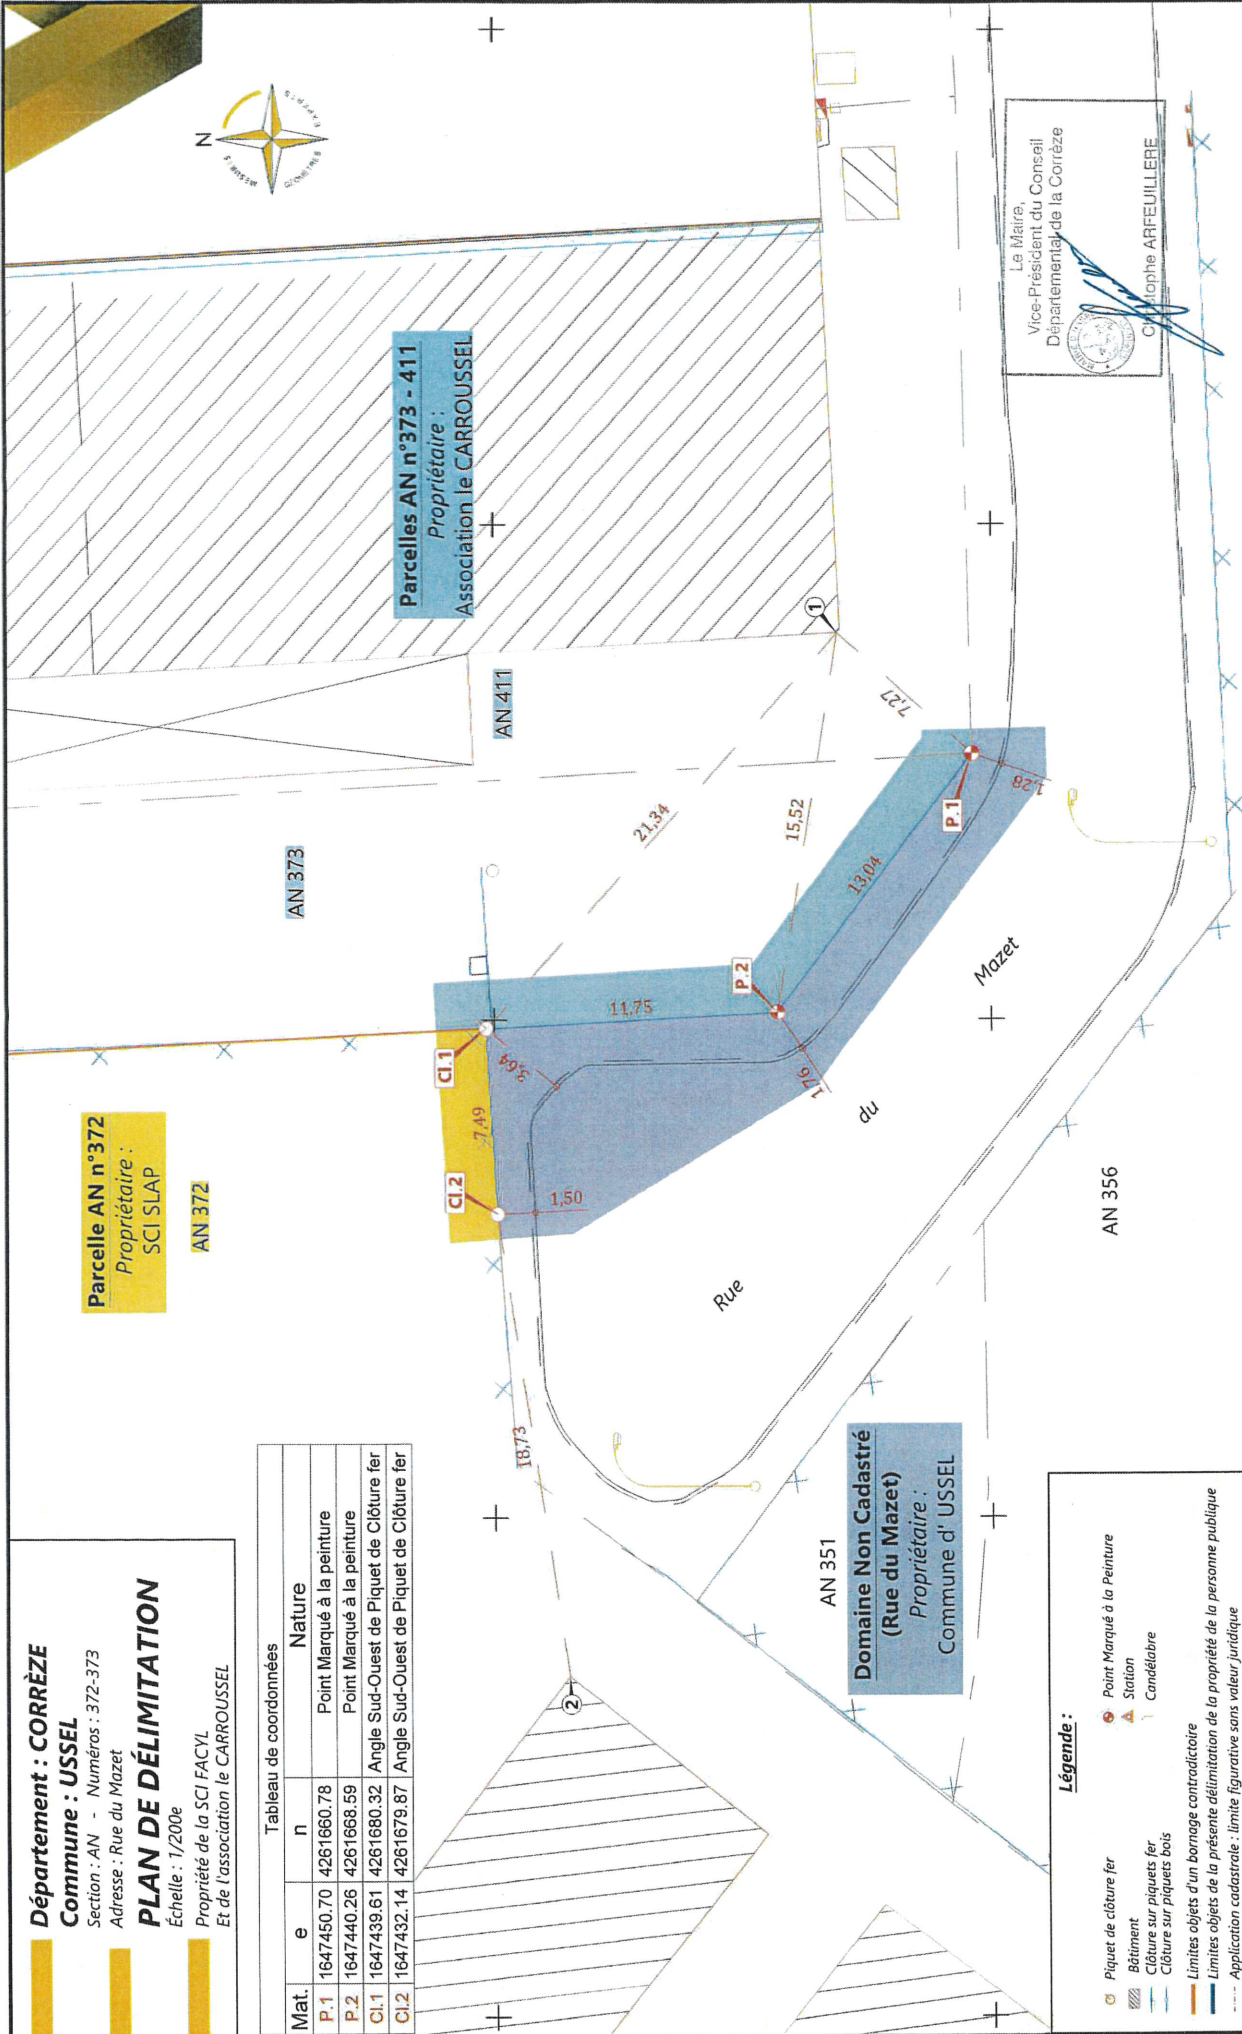 Département : CORRÈZE
Commune : USSEL
Section : AN - Numéros : 372-373
Adresse : Rue du Mazet
PLAN DE DÉLIMITATION
Échelle : 1/200e
Propriété de la SCI FACYL
Et de l'association le CARROUSSEL
Tableau de coordonnées
Mat. e n Nature
P.1 1647450.70 4261660.78 Point Marqué à la peinture
P.2 1647440.26 4261668.59 Point Marqué à la peinture
Cl.1 1647439.61 4261680.32 Angle Sud-Ouest de Piquet de Clôture fer
Cl.2 1647432.14 4261679.87 Angle Sud-Ouest de Piquet de Clôture fer
Parcelle AN n°372
Propriétaire :
SCI SLAP
AN 372
N
MESURIS
GÉOMÈTRES
EXPERTS
AN 373
Parcelles AN n°373 - 411
Propriétaire :
Association le CARROUSSEL
AN 411
Cl.2
7,49
Cl.1
3,64
1,50
18,73
11,75
21,34
P.2
15,52
1,76
13,04
P.1
7,27
1,28
1
2
Rue
du
Mazet
AN 351
AN 356
Domaine Non Cadastré
(Rue du Mazet)
Propriétaire :
Commune d' USSEL
Le Maire,
Vice-Président du Conseil
Départemental de la Corrèze
Christophe ARFEUILLERE
Légende :
Piquet de clôture fer
Bâtiment
Clôture sur piquets fer
Clôture sur piquets bois
Point Marqué à la Peinture
Station
Candélabre
Limites objets d'un bornage contradictoire
Limites objets de la présente délimitation de la propriété de la personne publique
Application cadastrale : limite figurative sans valeur juridique